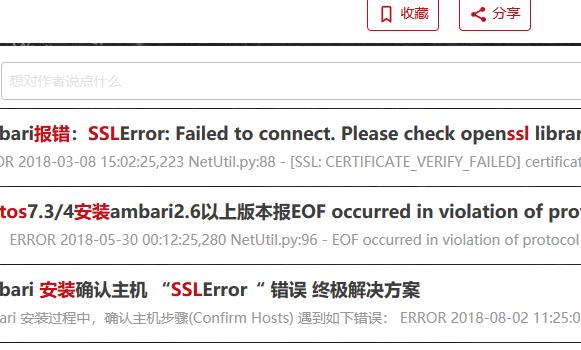 收藏 分享
想对作者说点什么
bari报错：SSLError: Failed to connect. Please check openssl librar
OR 2018-03-08 15:02:25,223 NetUtil.py:88 - [SSL: CERTIFICATE_VERIFY_FAILED] certificat
tos7.3/4安装ambari2.6以上版本报EOF occurred in violation of prot
: ERROR 2018-05-30 00:12:25,280 NetUtil.py:96 - EOF occurred in violation of protocol
bari 安装确认主机 “SSLError“ 错误 终极解决方案
ari 安装过程中，确认主机步骤(Confirm Hosts) 遇到如下错误： ERROR 2018-08-02 11:25:0